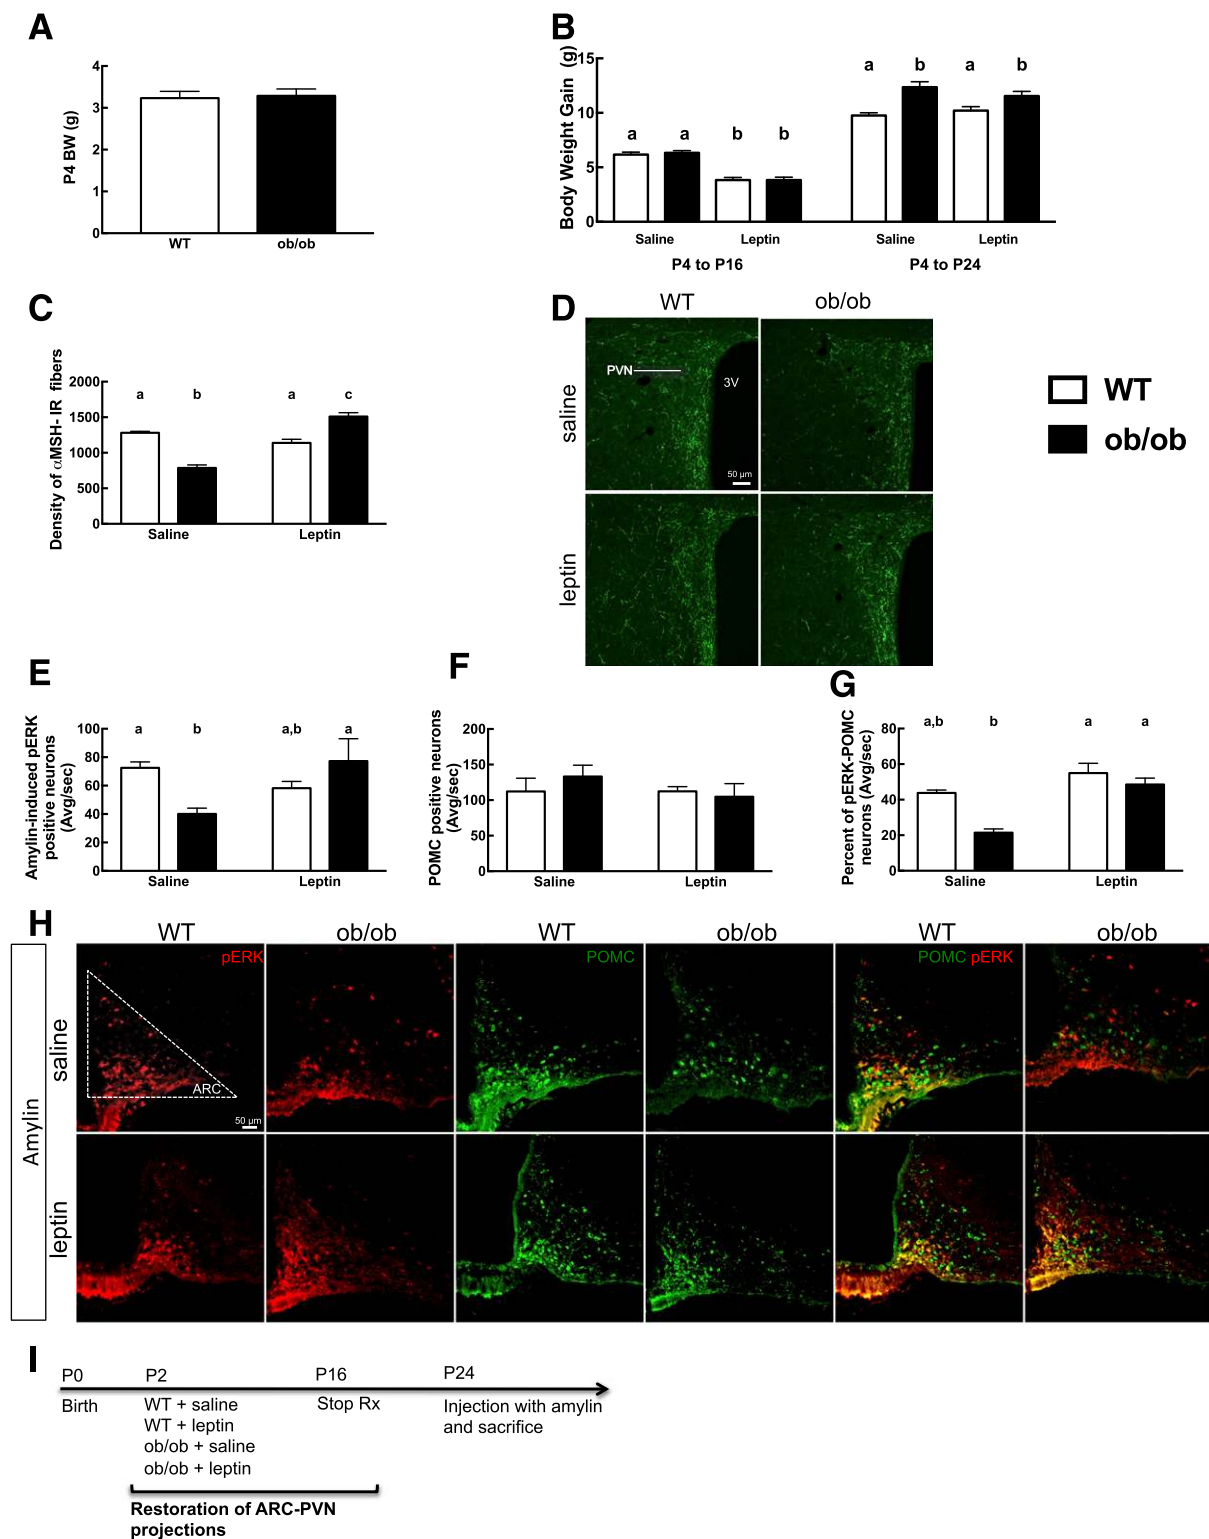 A
4
3
2
1
0
P4 BW (g)
WT
ob/ob
B
15
10
5
0
Body Weight Gain (g)
a
a
b
b
a
b
a
b
Saline
Leptin
Saline
Leptin
P4 to P16
P4 to P24
C
2000
1500
1000
500
0
Density of αMSH- IR fibers
a
b
a
c
Saline
Leptin
D
WT
ob/ob
saline
leptin
PVN
3V
50 µm
WT
ob/ob
E
100
80
60
40
20
0
Amylin-induced pERK
positive neurons
(Avg/sec)
a
b
a,b
a
Saline
Leptin
F
200
150
100
50
0
POMC positive neurons
(Avg/sec)
Saline
Leptin
G
80
60
40
20
0
Percent of pERK-POMC
neurons (Avg/sec)
a,b
b
a
a
Saline
Leptin
H
WT
ob/ob
WT
ob/ob
WT
ob/ob
Amylin
saline
leptin
pERK
POMC
POMC pERK
ARC
50 µm
I
P0
P2
P16
P24
Birth
WT + saline
WT + leptin
ob/ob + saline
ob/ob + leptin
Stop Rx
Injection with amylin
and sacrifice
Restoration of ARC-PVN
projections